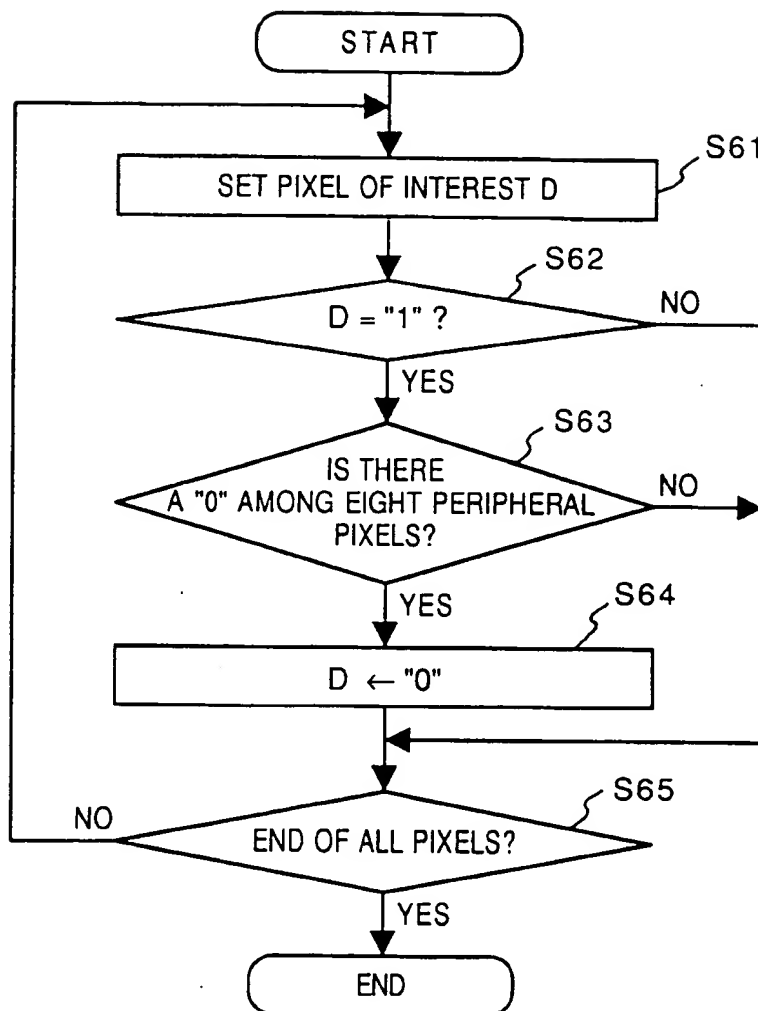 START
S61
SET PIXEL OF INTEREST D
S62
D = "1" ?
NO
YES
S63
IS THERE
A "0" AMONG EIGHT PERIPHERAL
PIXELS?
NO
YES
S64
D ← "0"
S65
NO
END OF ALL PIXELS?
YES
END